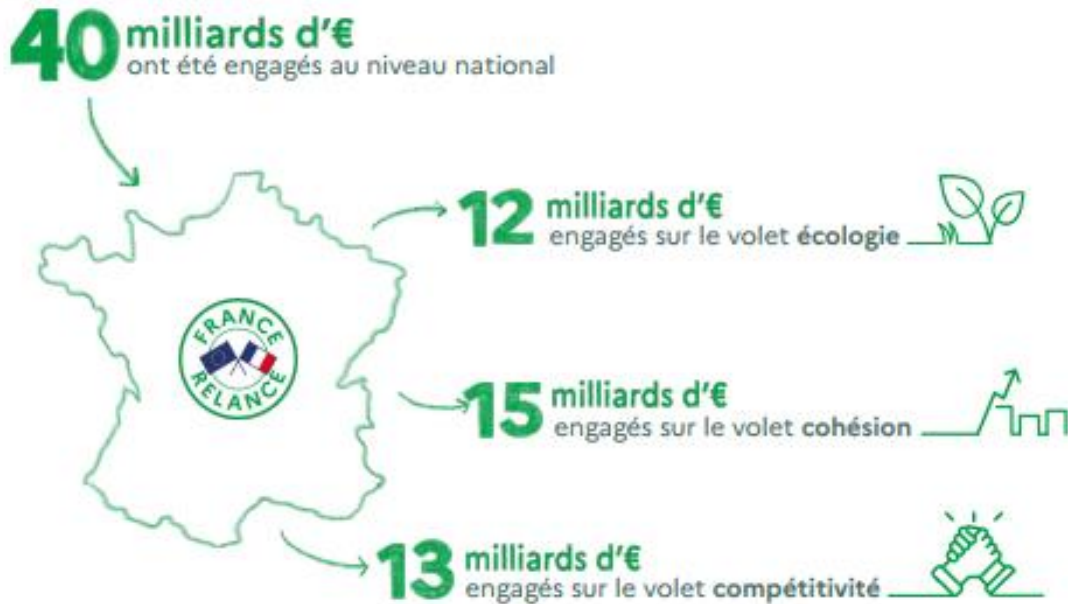 40 milliards d'€
ont été engagés au niveau national
12 milliards d'€
engagés sur le volet écologie
FRANCE
RELANCE
15 milliards d'€
engagés sur le volet cohésion
13 milliards d'€
engagés sur le volet compétitivité